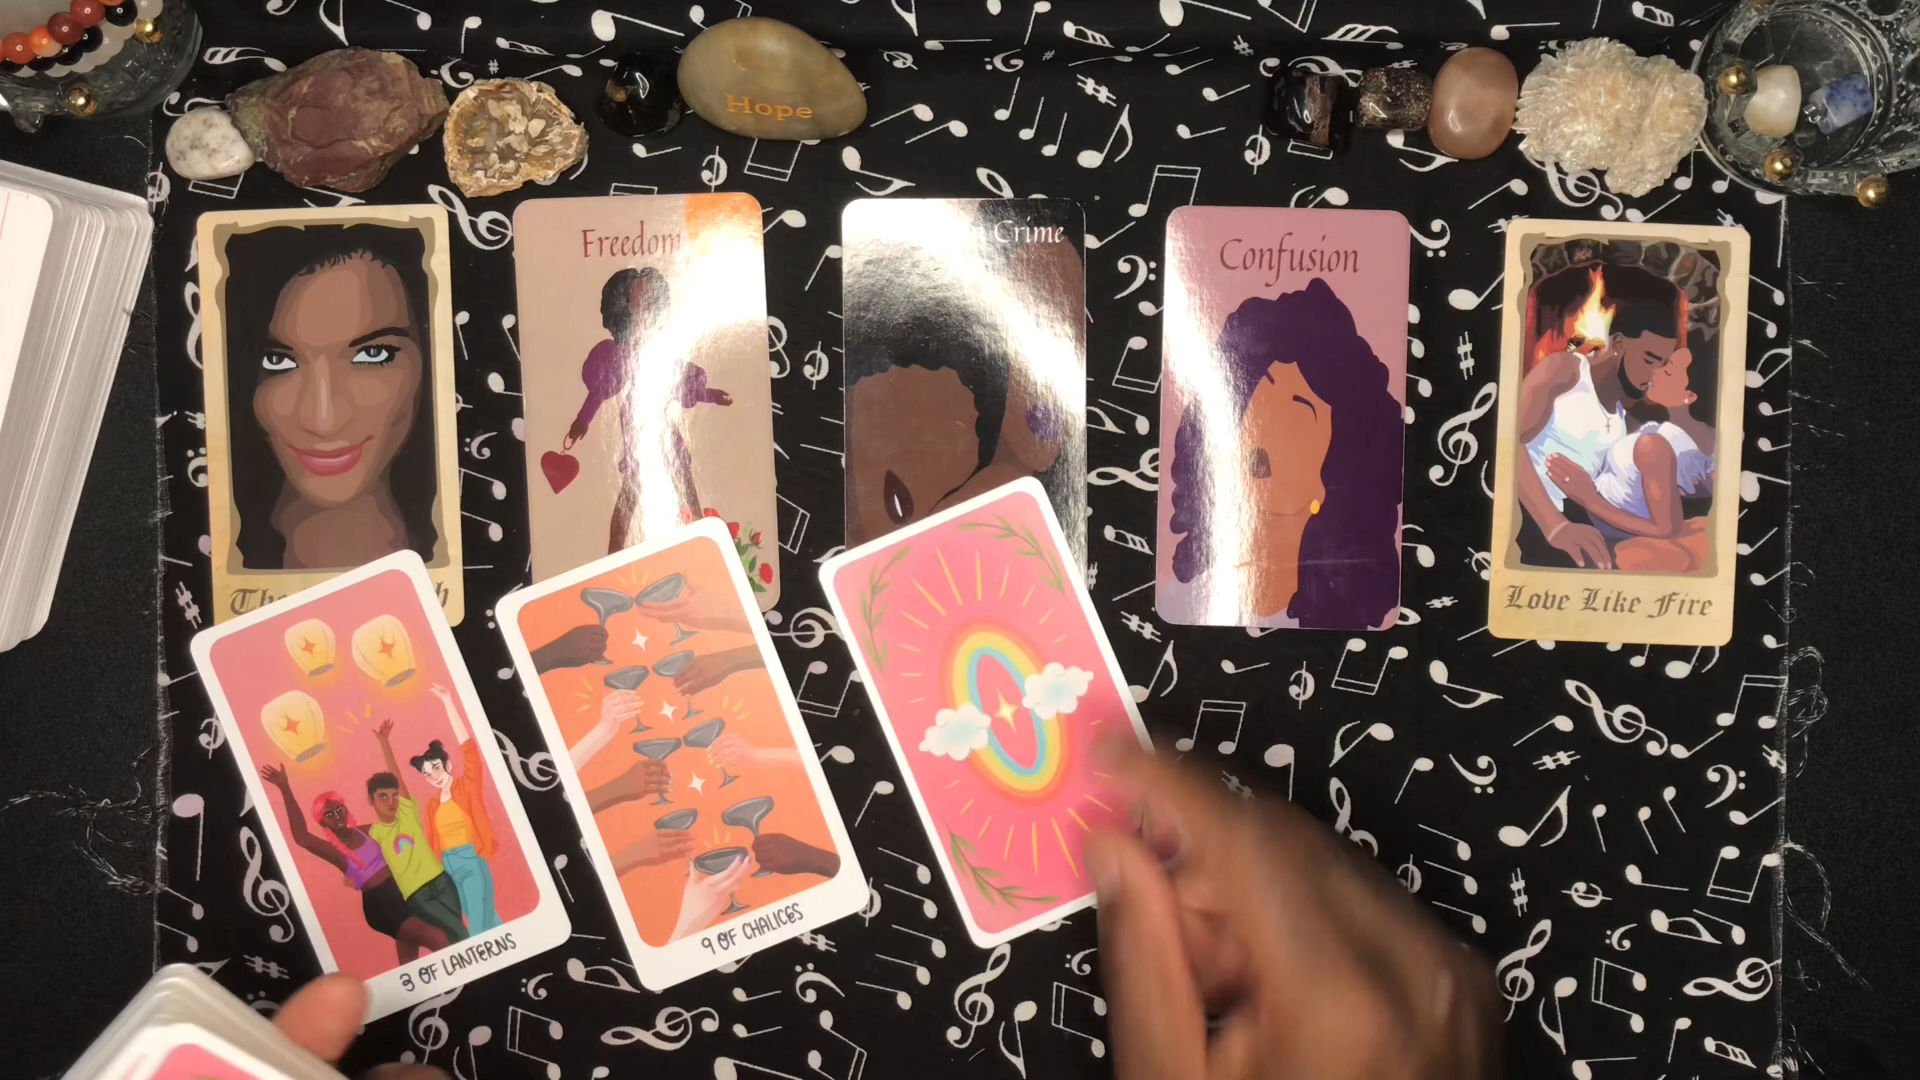 Hope
Freedom
Crime
Confusion
Love Like Fire
3 OF LANTERNS
9 OF CHALICES